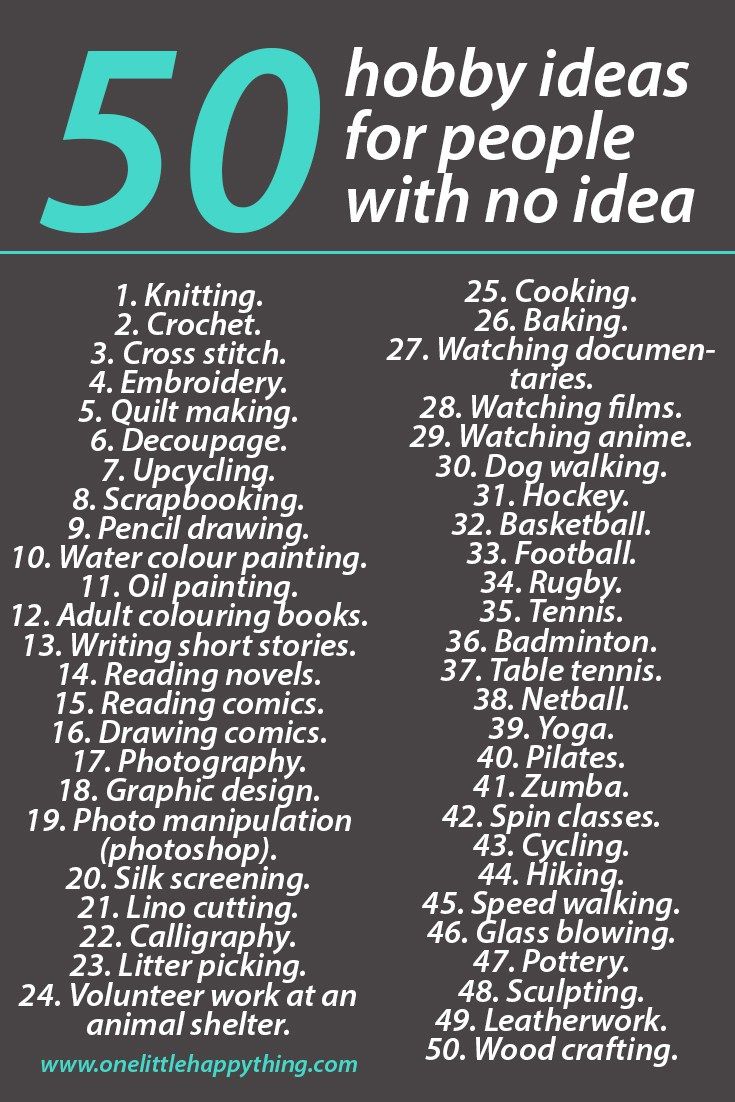 50
hobby ideas
for people
with no idea
1. Knitting.
2. Crochet.
3. Cross stitch.
4. Embroidery.
5. Quilt making.
6. Decoupage.
7. Upcycling.
8. Scrapbooking.
9. Pencil drawing.
10. Water colour painting.
11. Oil painting.
12. Adult colouring books.
13. Writing short stories.
14. Reading novels.
15. Reading comics.
16. Drawing comics.
17. Photography.
18. Graphic design.
19. Photo manipulation
(photoshop).
20. Silk screening.
21. Lino cutting.
22. Calligraphy.
23. Litter picking.
24. Volunteer work at an
animal shelter.
www.onelittlehappything.com
25. Cooking.
26. Baking.
27. Watching documen-
taries.
28. Watching films.
29. Watching anime.
30. Dog walking.
31. Hockey.
32. Basketball.
33. Football.
34. Rugby.
35. Tennis.
36. Badminton.
37. Table tennis.
38. Netball.
39. Yoga.
40. Pilates.
41. Zumba.
42. Spin classes.
43. Cycling.
44. Hiking.
45. Speed walking.
46. Glass blowing.
47. Pottery.
48. Sculpting.
49. Leatherwork.
50. Wood crafting.